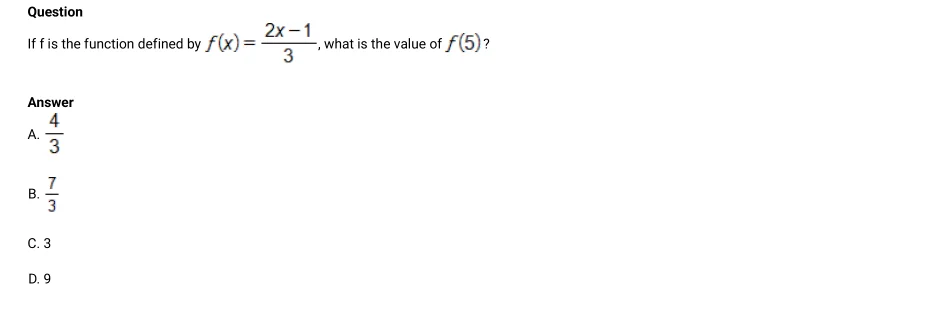 Question
If f is the function defined by f(x) = (2x – 1)/3, what is the value of f(5)?
Answer
A. 4/3
B. 7/3
C. 3
D. 9